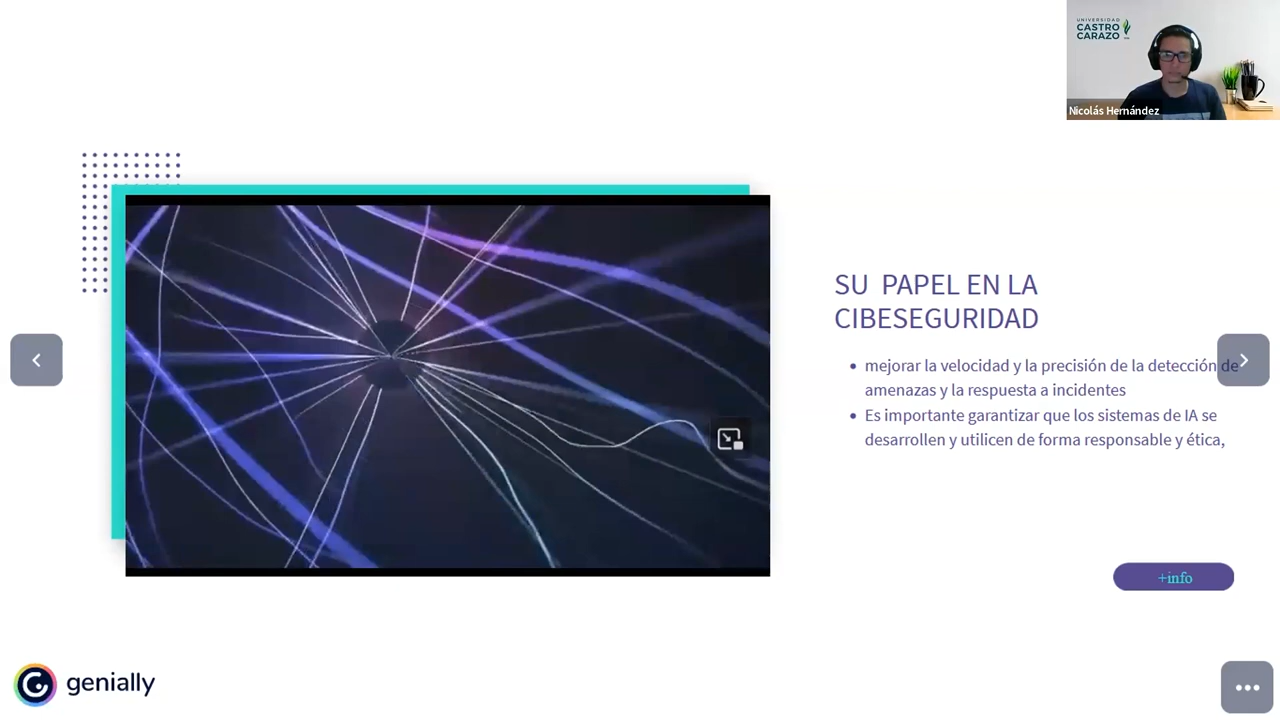 UNIVERSIDAD
CASTRO
CARAZO
Nicolás Hernández
SU PAPEL EN LA
CIBESEGURIDAD
mejorar la velocidad y la precisión de la detección de
amenazas y la respuesta a incidentes
Es importante garantizar que los sistemas de IA se
desarrollen y utilicen de forma responsable y ética,
+info
genially